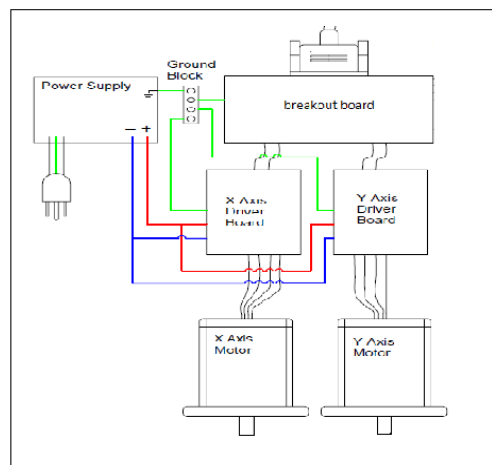 Ground
Block
Power Supply
breakout board
− +
X Axis
Driver
Board
Y Axis
Driver
Board
X Axis
Motor
Y Axis
Motor